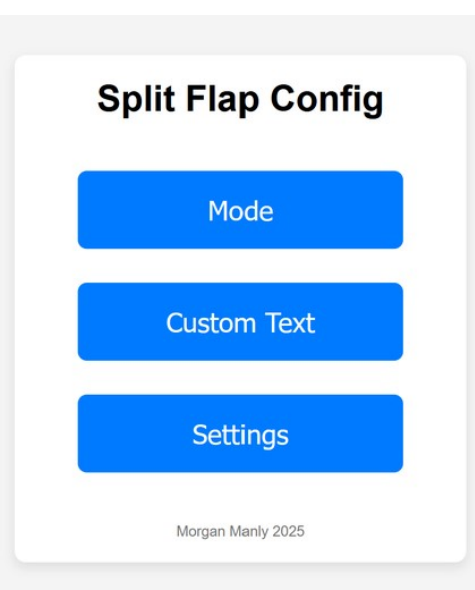 Split Flap Config
Mode
Custom Text
Settings
Morgan Manly 2025